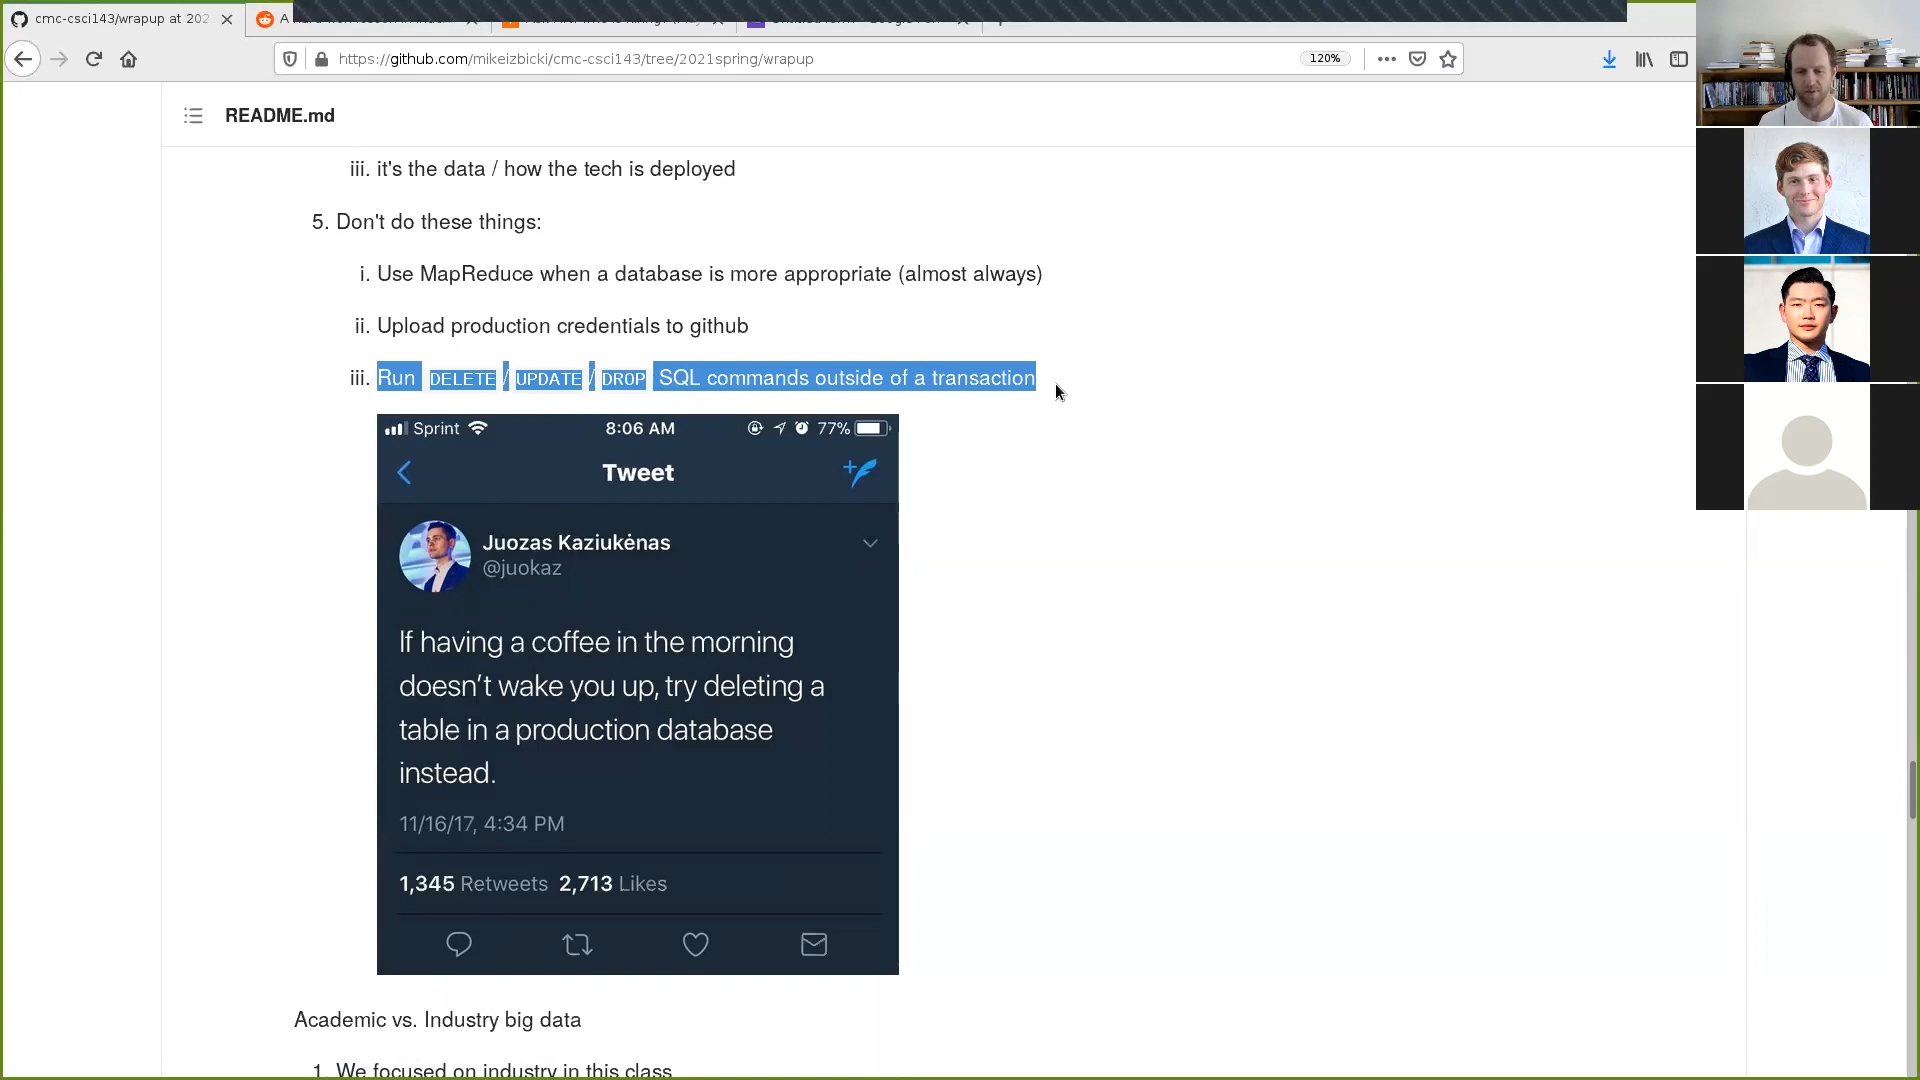 cmc-csci143/wrapup at 202
https://github.com/mikeizbicki/cmc-csci143/tree/2021spring/wrapup
120%
README.md
iii. it's the data / how the tech is deployed
5. Don't do these things:
i. Use MapReduce when a database is more appropriate (almost always)
ii. Upload production credentials to github
iii. Run DELETE / UPDATE / DROP SQL commands outside of a transaction
Sprint 8:06 AM 77%
Tweet
Juozas Kaziukėnas
@juokaz
If having a coffee in the morning
doesn't wake you up, try deleting a
table in a production database
instead.
11/16/17, 4:34 PM
1,345 Retweets 2,713 Likes
Academic vs. Industry big data
1. We focused on industry in this class